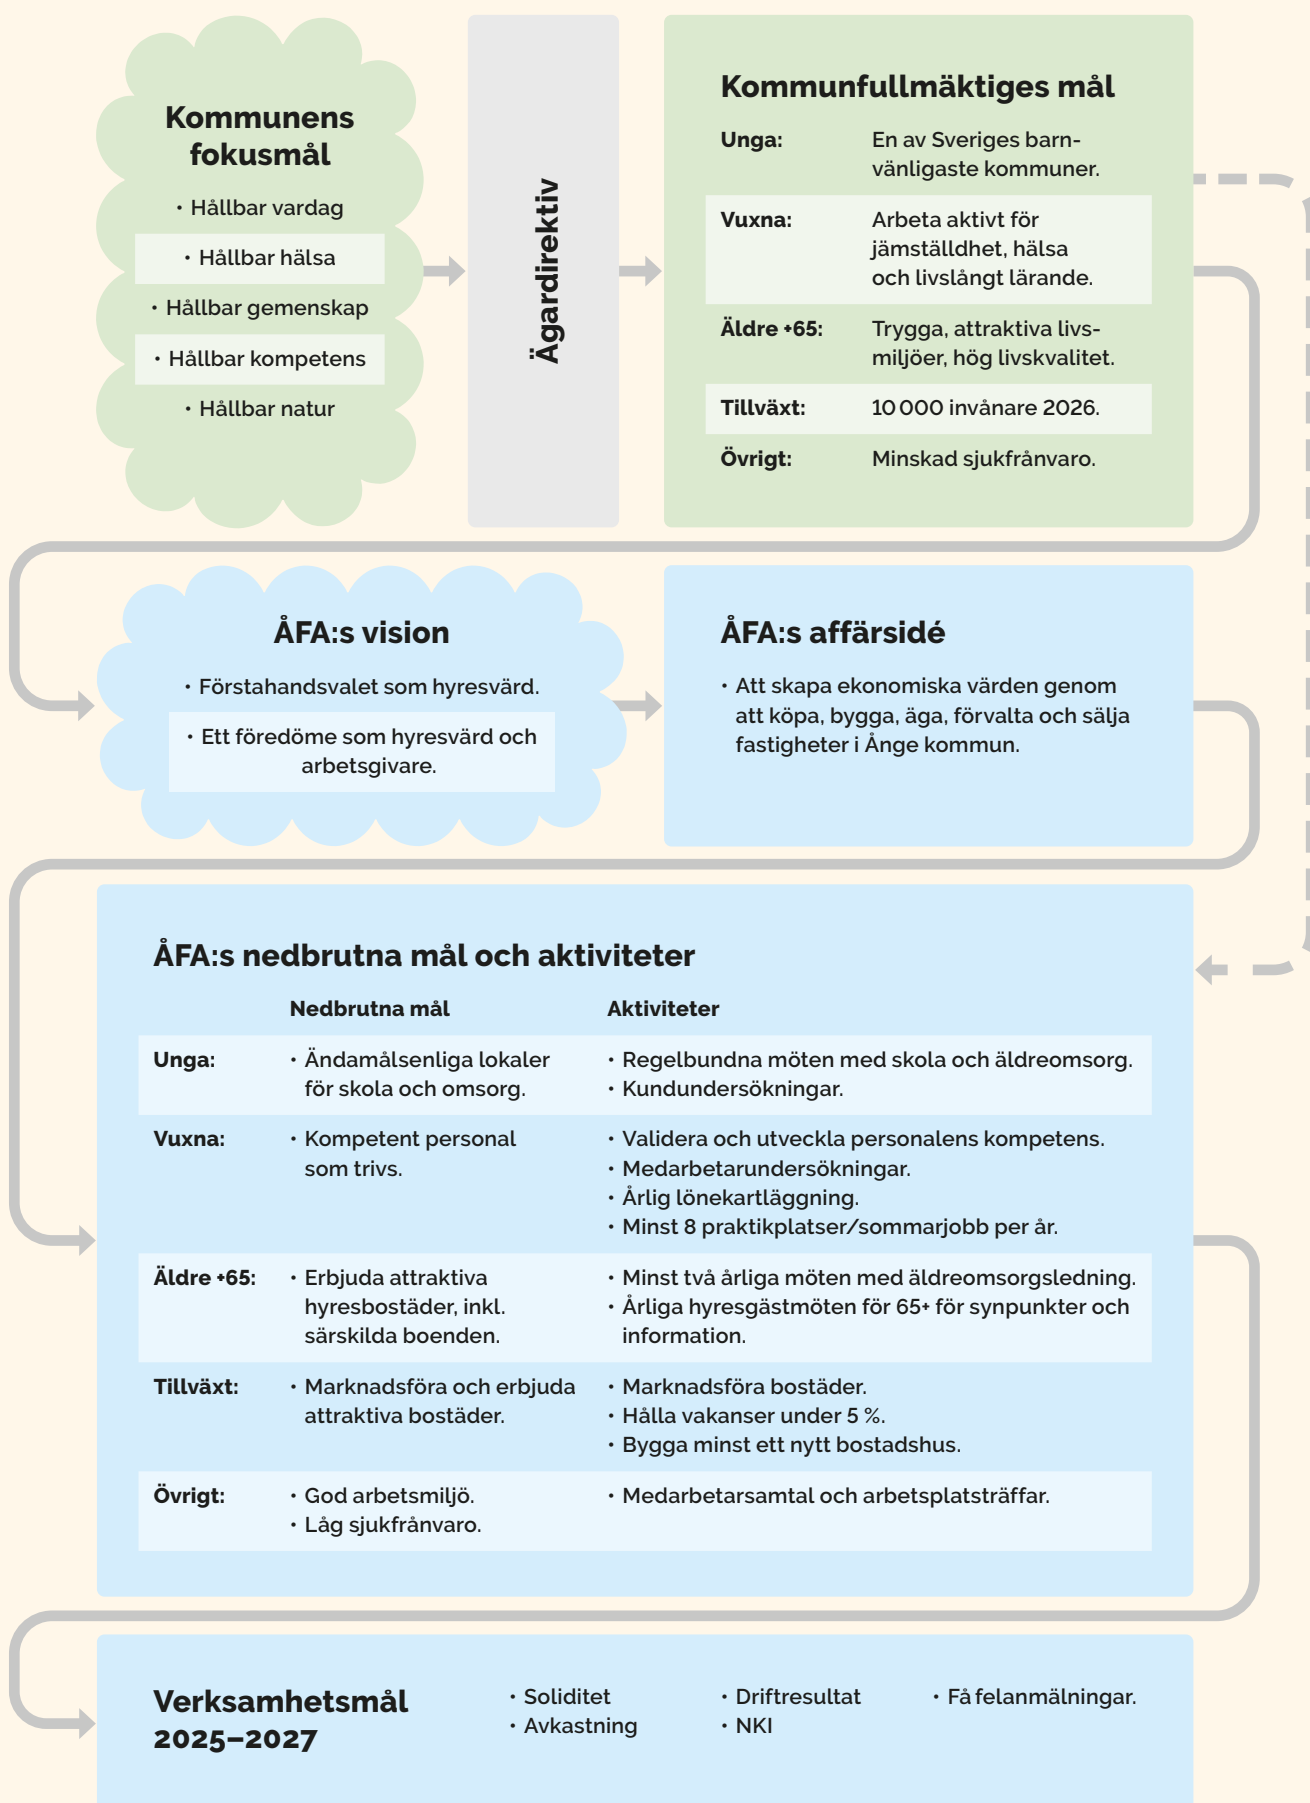 Kommunens
fokusmål
• Hållbar vardag
• Hållbar hälsa
• Hållbar gemenskap
• Hållbar kompetens
• Hållbar natur
Ägardirektiv
Kommunfullmäktiges mål
Unga: En av Sveriges barn-
vänligaste kommuner.
Vuxna: Arbeta aktivt för
jämställdhet, hälsa
och livslångt lärande.
Äldre +65: Trygga, attraktiva livs-
miljöer, hög livskvalitet.
Tillväxt: 10 000 invånare 2026.
Övrigt: Minskad sjukfrånvaro.
ÅFA:s vision
• Förstahandsvalet som hyresvärd.
• Ett föredöme som hyresvärd och
arbetsgivare.
ÅFA:s affärsidé
• Att skapa ekonomiska värden genom
att köpa, bygga, äga, förvalta och sälja
fastigheter i Ånge kommun.
ÅFA:s nedbrutna mål och aktiviteter
Nedbrutna mål Aktiviteter
Unga: • Ändamålsenliga lokaler • Regelbundna möten med skola och äldreomsorg.
för skola och omsorg. • Kundundersökningar.
Vuxna: • Kompetent personal • Validera och utveckla personalens kompetens.
som trivs. • Medarbetarundersökningar.
• Årlig lönekartläggning.
• Minst 8 praktikplatser/sommarjobb per år.
Äldre +65: • Erbjuda attraktiva • Minst två årliga möten med äldreomsorgsledning.
hyresbostäder, inkl. • Årliga hyresgästmöten för 65+ för synpunkter och
särskilda boenden. information.
Tillväxt: • Marknadsföra och erbjuda • Marknadsföra bostäder.
attraktiva bostäder. • Hålla vakanser under 5 %.
• Bygga minst ett nytt bostadshus.
Övrigt: • God arbetsmiljö. • Medarbetarsamtal och arbetsplatsträffar.
• Låg sjukfrånvaro.
Verksamhetsmål
2025–2027
• Soliditet • Driftresultat • Få felanmälningar.
• Avkastning • NKI